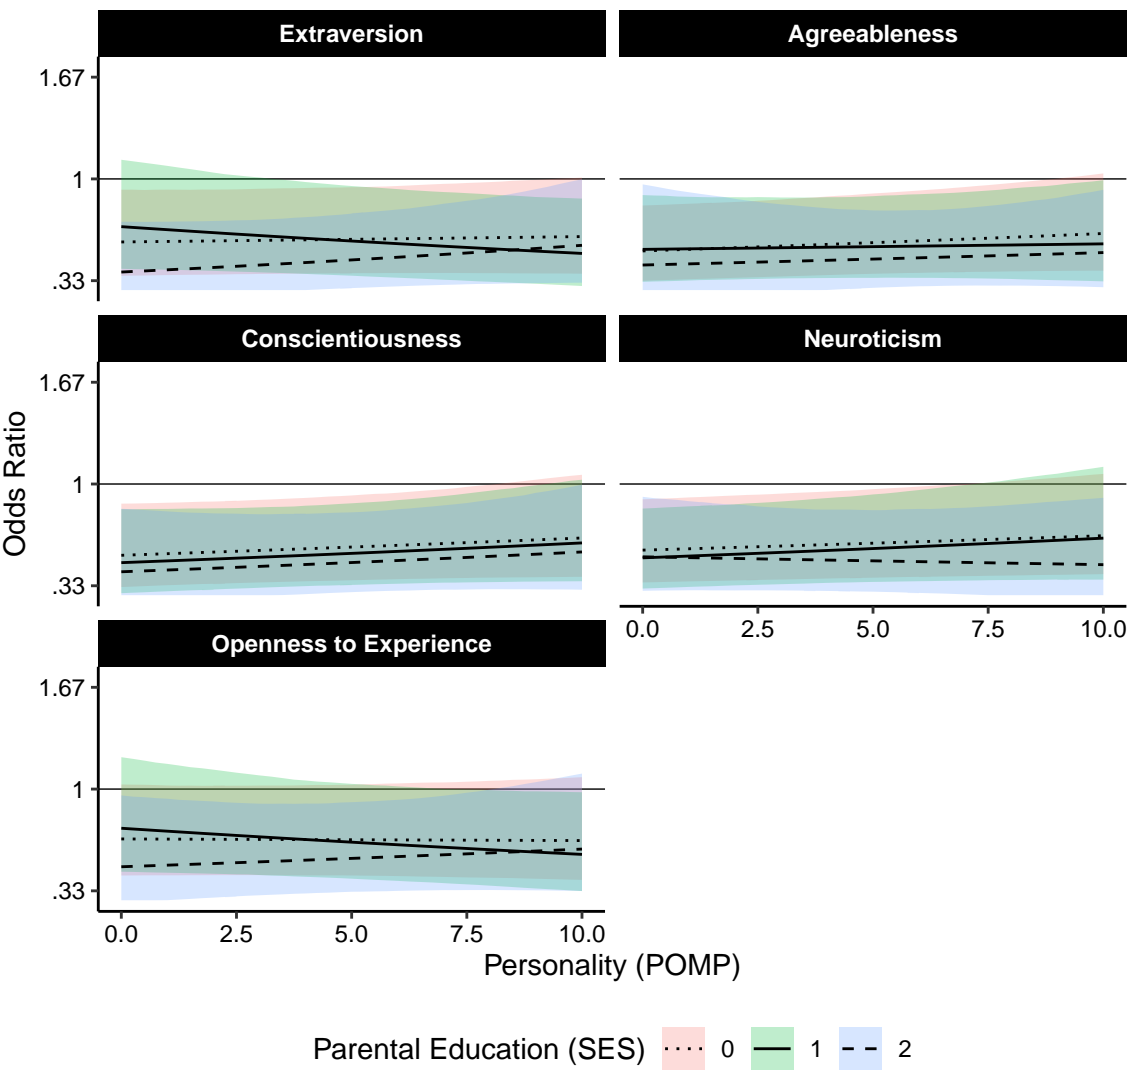 Extraversion
Agreeableness
1.67
1
.33
Conscientiousness
Neuroticism
1.67
1
.33
0.0 2.5 5.0 7.5 10.0
Openness to Experience
1.67
1
.33
0.0 2.5 5.0 7.5 10.0
Odds Ratio
Personality (POMP)
Parental Education (SES) 0 1 2